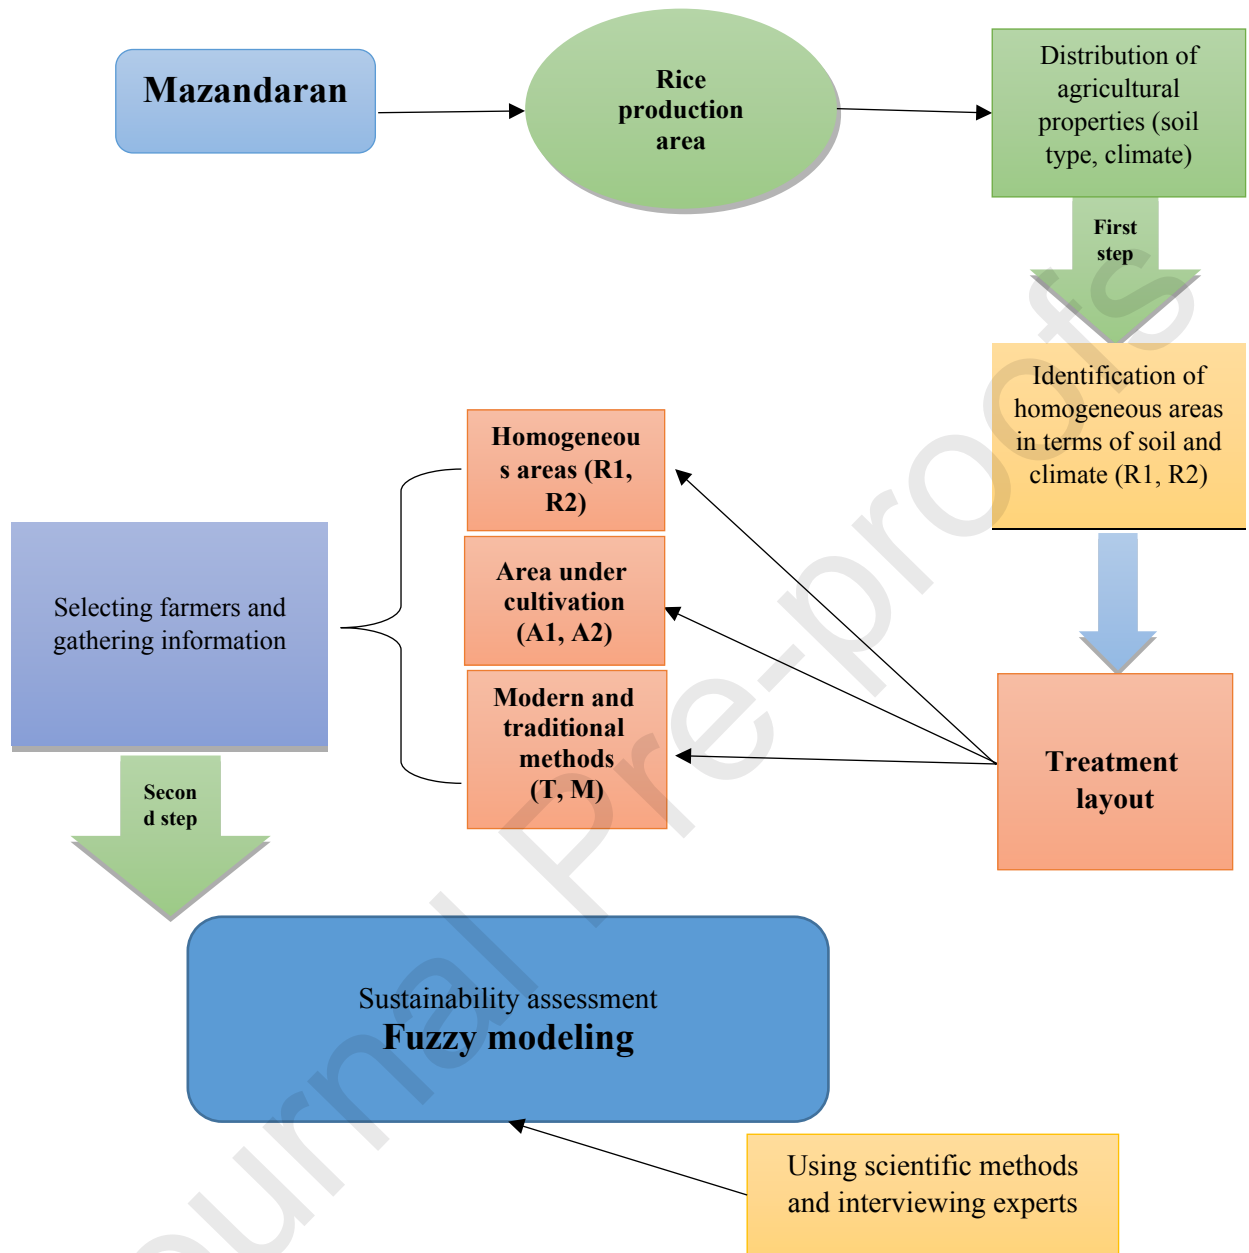 Mazandaran
Rice
production
area
Distribution of
agricultural
properties (soil
type, climate)
First
step
Identification of
homogeneous areas
in terms of soil and
climate (R1, R2)
Homogeneou
s areas (R1,
R2)
Area under
cultivation
(A1, A2)
Modern and
traditional
methods
(T, M)
Selecting farmers and
gathering information
Treatment
layout
Secon
d step
Sustainability assessment
Fuzzy modeling
Using scientific methods
and interviewing experts
ournal Pre-proofs